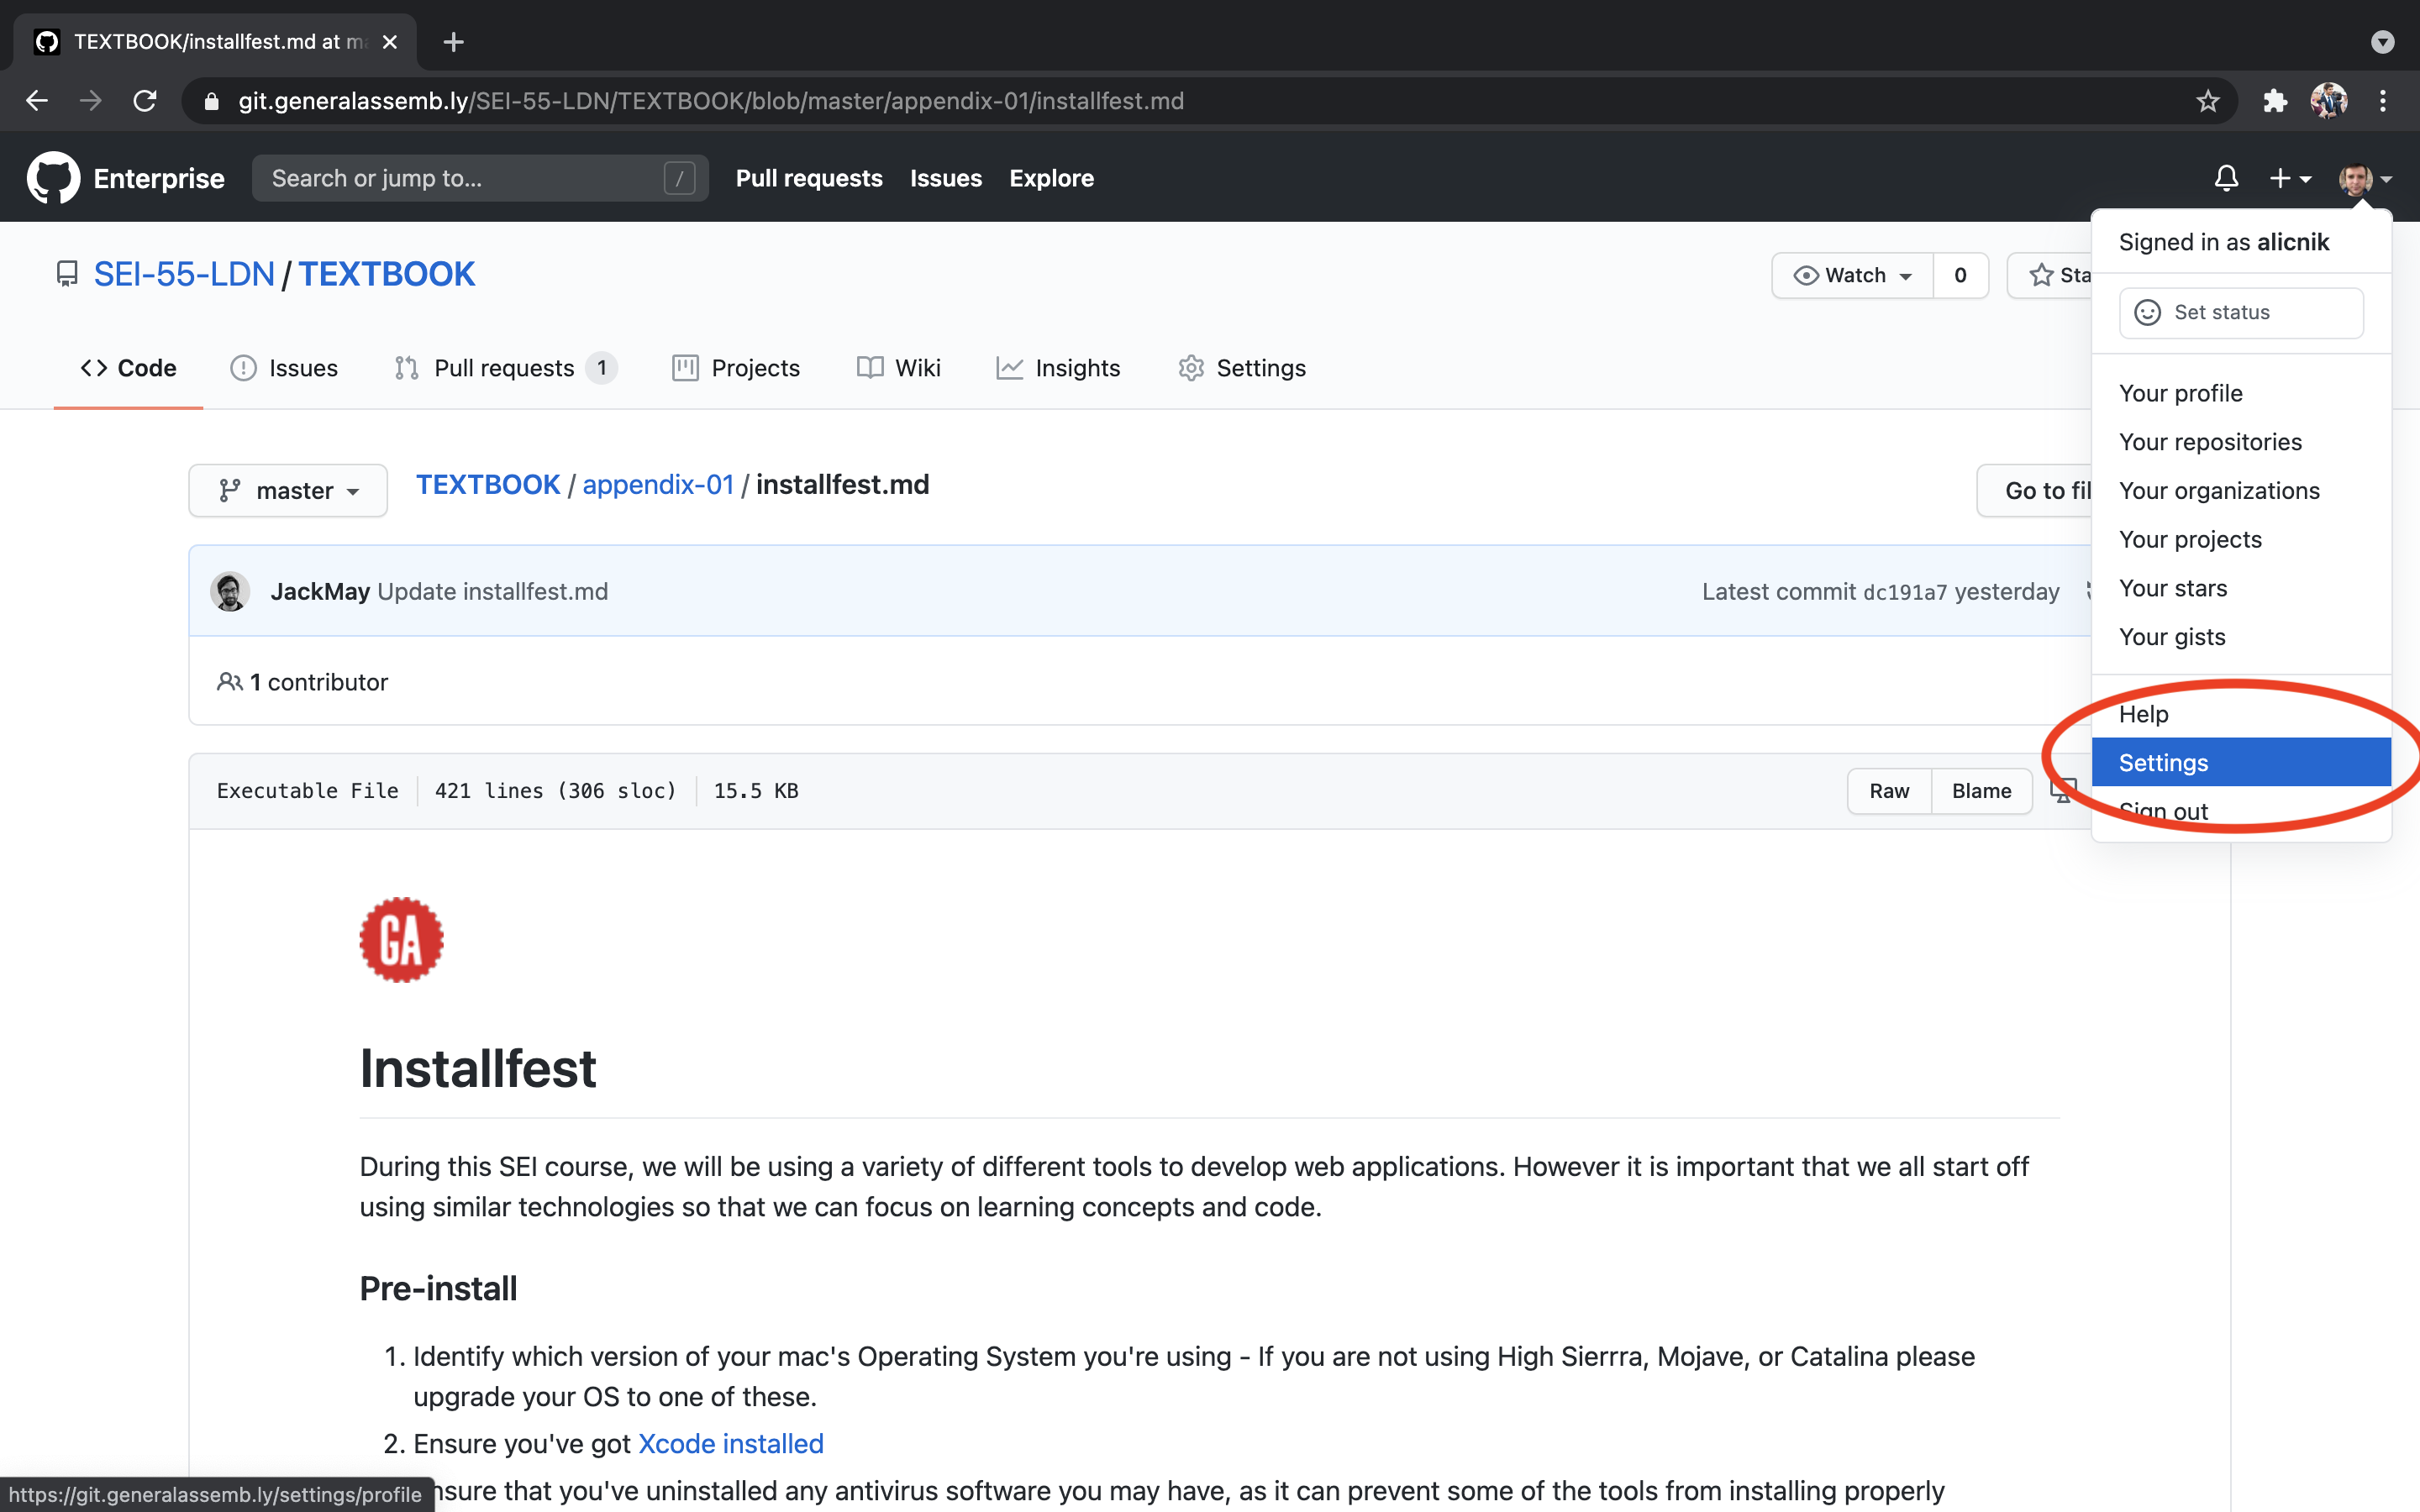 TEXTBOOK/installfest.md at ma
git.generalassemb.ly/SEI-55-LDN/TEXTBOOK/blob/master/appendix-01/installfest.md
Enterprise
Search or jump to...
/
Pull requests
Issues
Explore
Signed in as alicnik
SEI-55-LDN / TEXTBOOK
Watch
0
Sta
Set status
Code
Issues
Pull requests 1
Projects
Wiki
Insights
Settings
Your profile
Your repositories
Your organizations
Your projects
Your stars
Your gists
Help
Settings
Sign out
master
TEXTBOOK / appendix-01 / installfest.md
Go to fil
JackMay Update installfest.md
Latest commit dc191a7 yesterday
1 contributor
Executable File
421 lines (306 sloc)
15.5 KB
Raw
Blame
GA
Installfest
During this SEI course, we will be using a variety of different tools to develop web applications. However it is important that we all start off
using similar technologies so that we can focus on learning concepts and code.
Pre-install
1. Identify which version of your mac's Operating System you're using - If you are not using High Sierrra, Mojave, or Catalina please
upgrade your OS to one of these.
2. Ensure you've got Xcode installed
nsure that you've uninstalled any antivirus software you may have, as it can prevent some of the tools from installing properly
https://git.generalassemb.ly/settings/profile